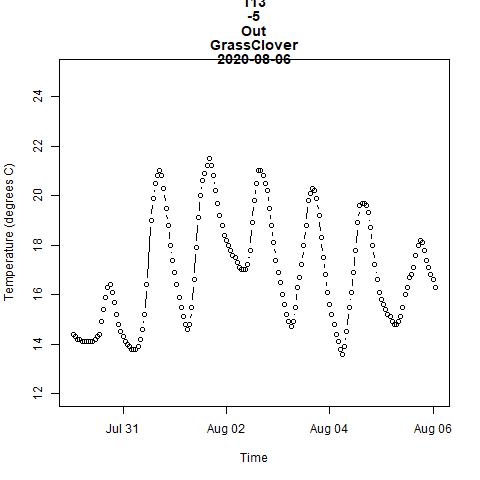 T13
-5
Out
GrassClover
2020-08-06
Temperature (degrees C)
24
22
20
18
16
14
12
Jul 31
Aug 02
Aug 04
Aug 06
Time